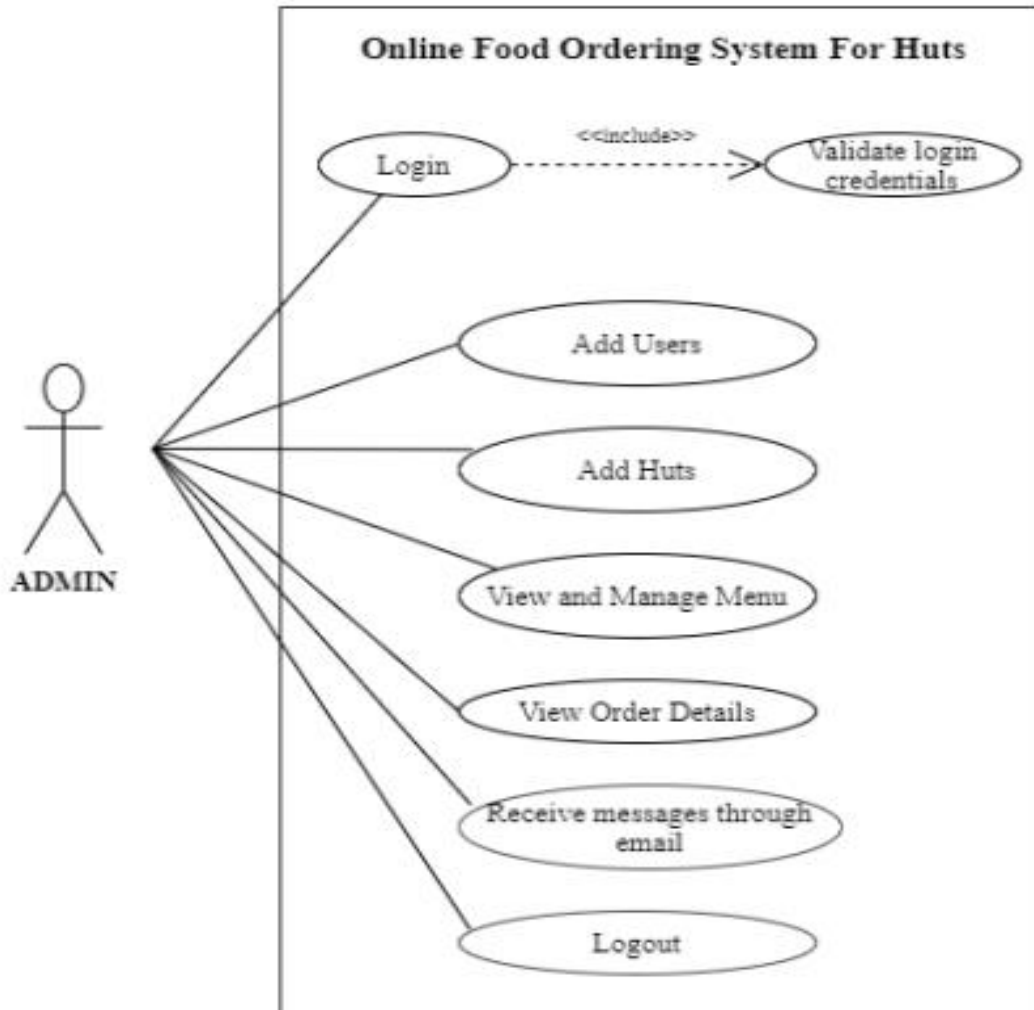 Online Food Ordering System For Huts
<<include>>
Login
Validate login
credentials
Add Users
Add Huts
ADMIN
View and Manage Menu
View Order Details
Receive messages through
email
Logout